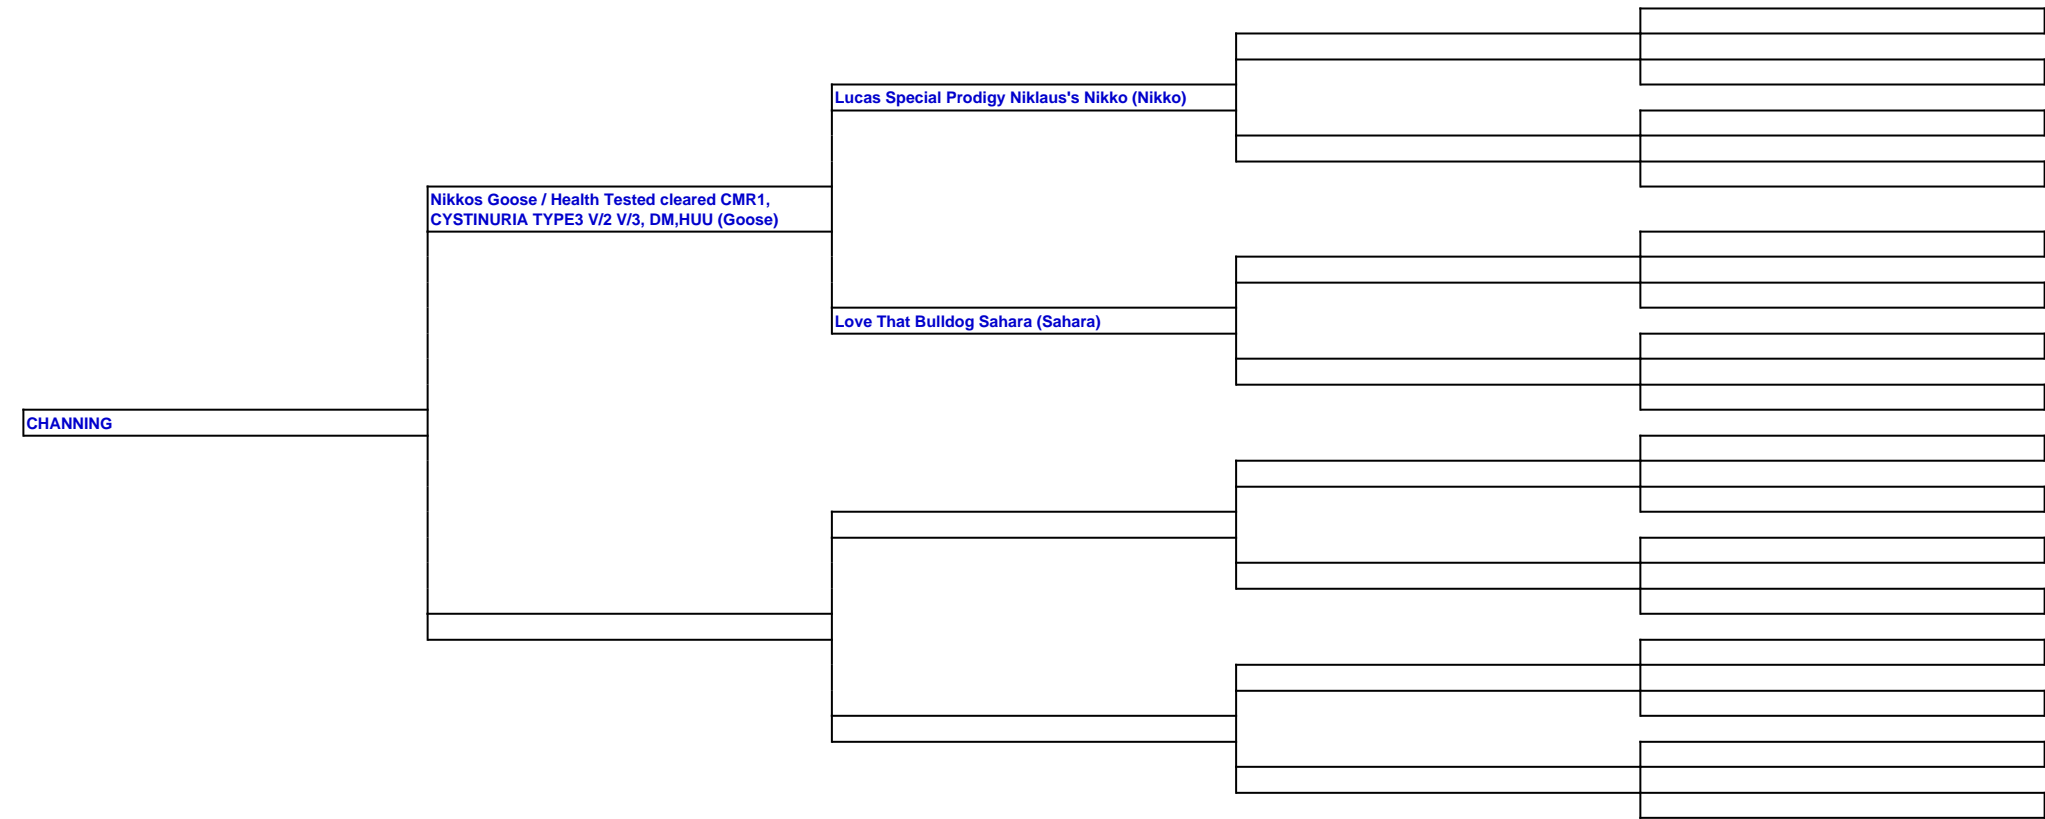 Lucas Special Prodigy Niklaus's Nikko (Nikko)
Nikkos Goose / Health Tested cleared CMR1,
CYSTINURIA TYPE3 V/2 V/3, DM,HUU (Goose)
Love That Bulldog Sahara (Sahara)
CHANNING